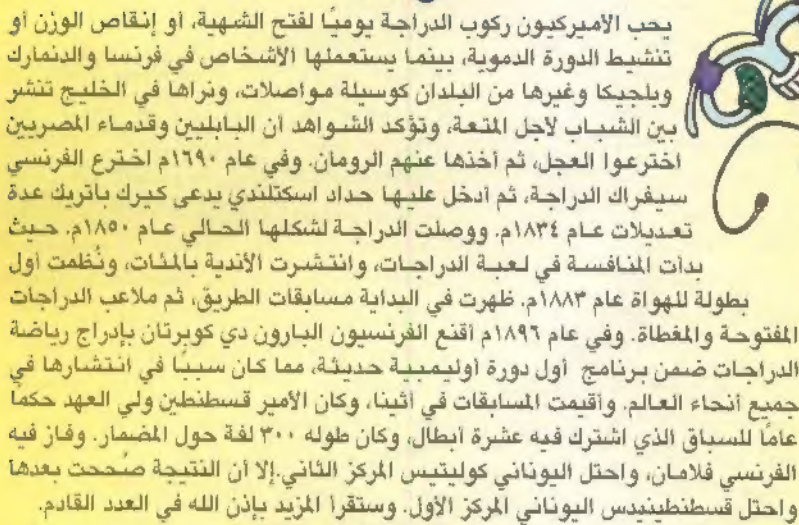 يحب الأميركيون ركوب الدراجة يوميًا لفتح الشهية، أو إنقاص الوزن أو
تنشيط الدورة الدموية، بينما يستعملها الأشخاص في فرنسا والدنمارك
وبلجيكا وغيرها من البلدان كوسيلة مواصلات، ونراها في الخليج تنشر
بين الشباب لأجل المتعة، وتؤكد الشواهد أن البابليين وقدماء المصريين
اخترعوا العجل، ثم أخذها عنهم الرومان. وفي عام ١٦٩٠م اخترع الفرنسي
سيفراك الدراجة، ثم أدخل عليها حداد اسكتلندي يدعى كيرك باتريك عدة
تعديلات عام ١٨٣٤م. ووصلت الدراجة لشكلها الحالي عام ١٨٥٠م. حيث
بدأت المنافسة في لعبة الدراجات، وانتشرت الأندية بالمئات، ونُظمت أول
بطولة للهواة عام ١٨٨٣م. ظهرت في البداية مسابقات الطريق، ثم ملاعب الدراجات
المفتوحة والمغطاة. وفي عام ١٨٩٦م أقنع الفرنسيون البارون دي كوبرتان بإدراج رياضة
الدراجات ضمن برنامج أول دورة أوليمبية حديثة، مما كان سببًا في انتشارها في
جميع أنحاء العالم. وأقيمت المسابقات في أثينا، وكان الأمير قسطنطين ولي العهد حكمًا
عامًا للسباق الذي اشترك فيه عشرة أبطال، وكان طوله ٣٠٠ لفة حول المضمار. وفاز فيه
الفرنسي فلامان، واحتل اليوناني كوليتيس المركز الثاني.إلا أن النتيجة صُححت بعدها
واحتل قسطنطينيدس اليوناني المركز الأول. وستقرأ المزيد بإذن الله في العدد القادم.